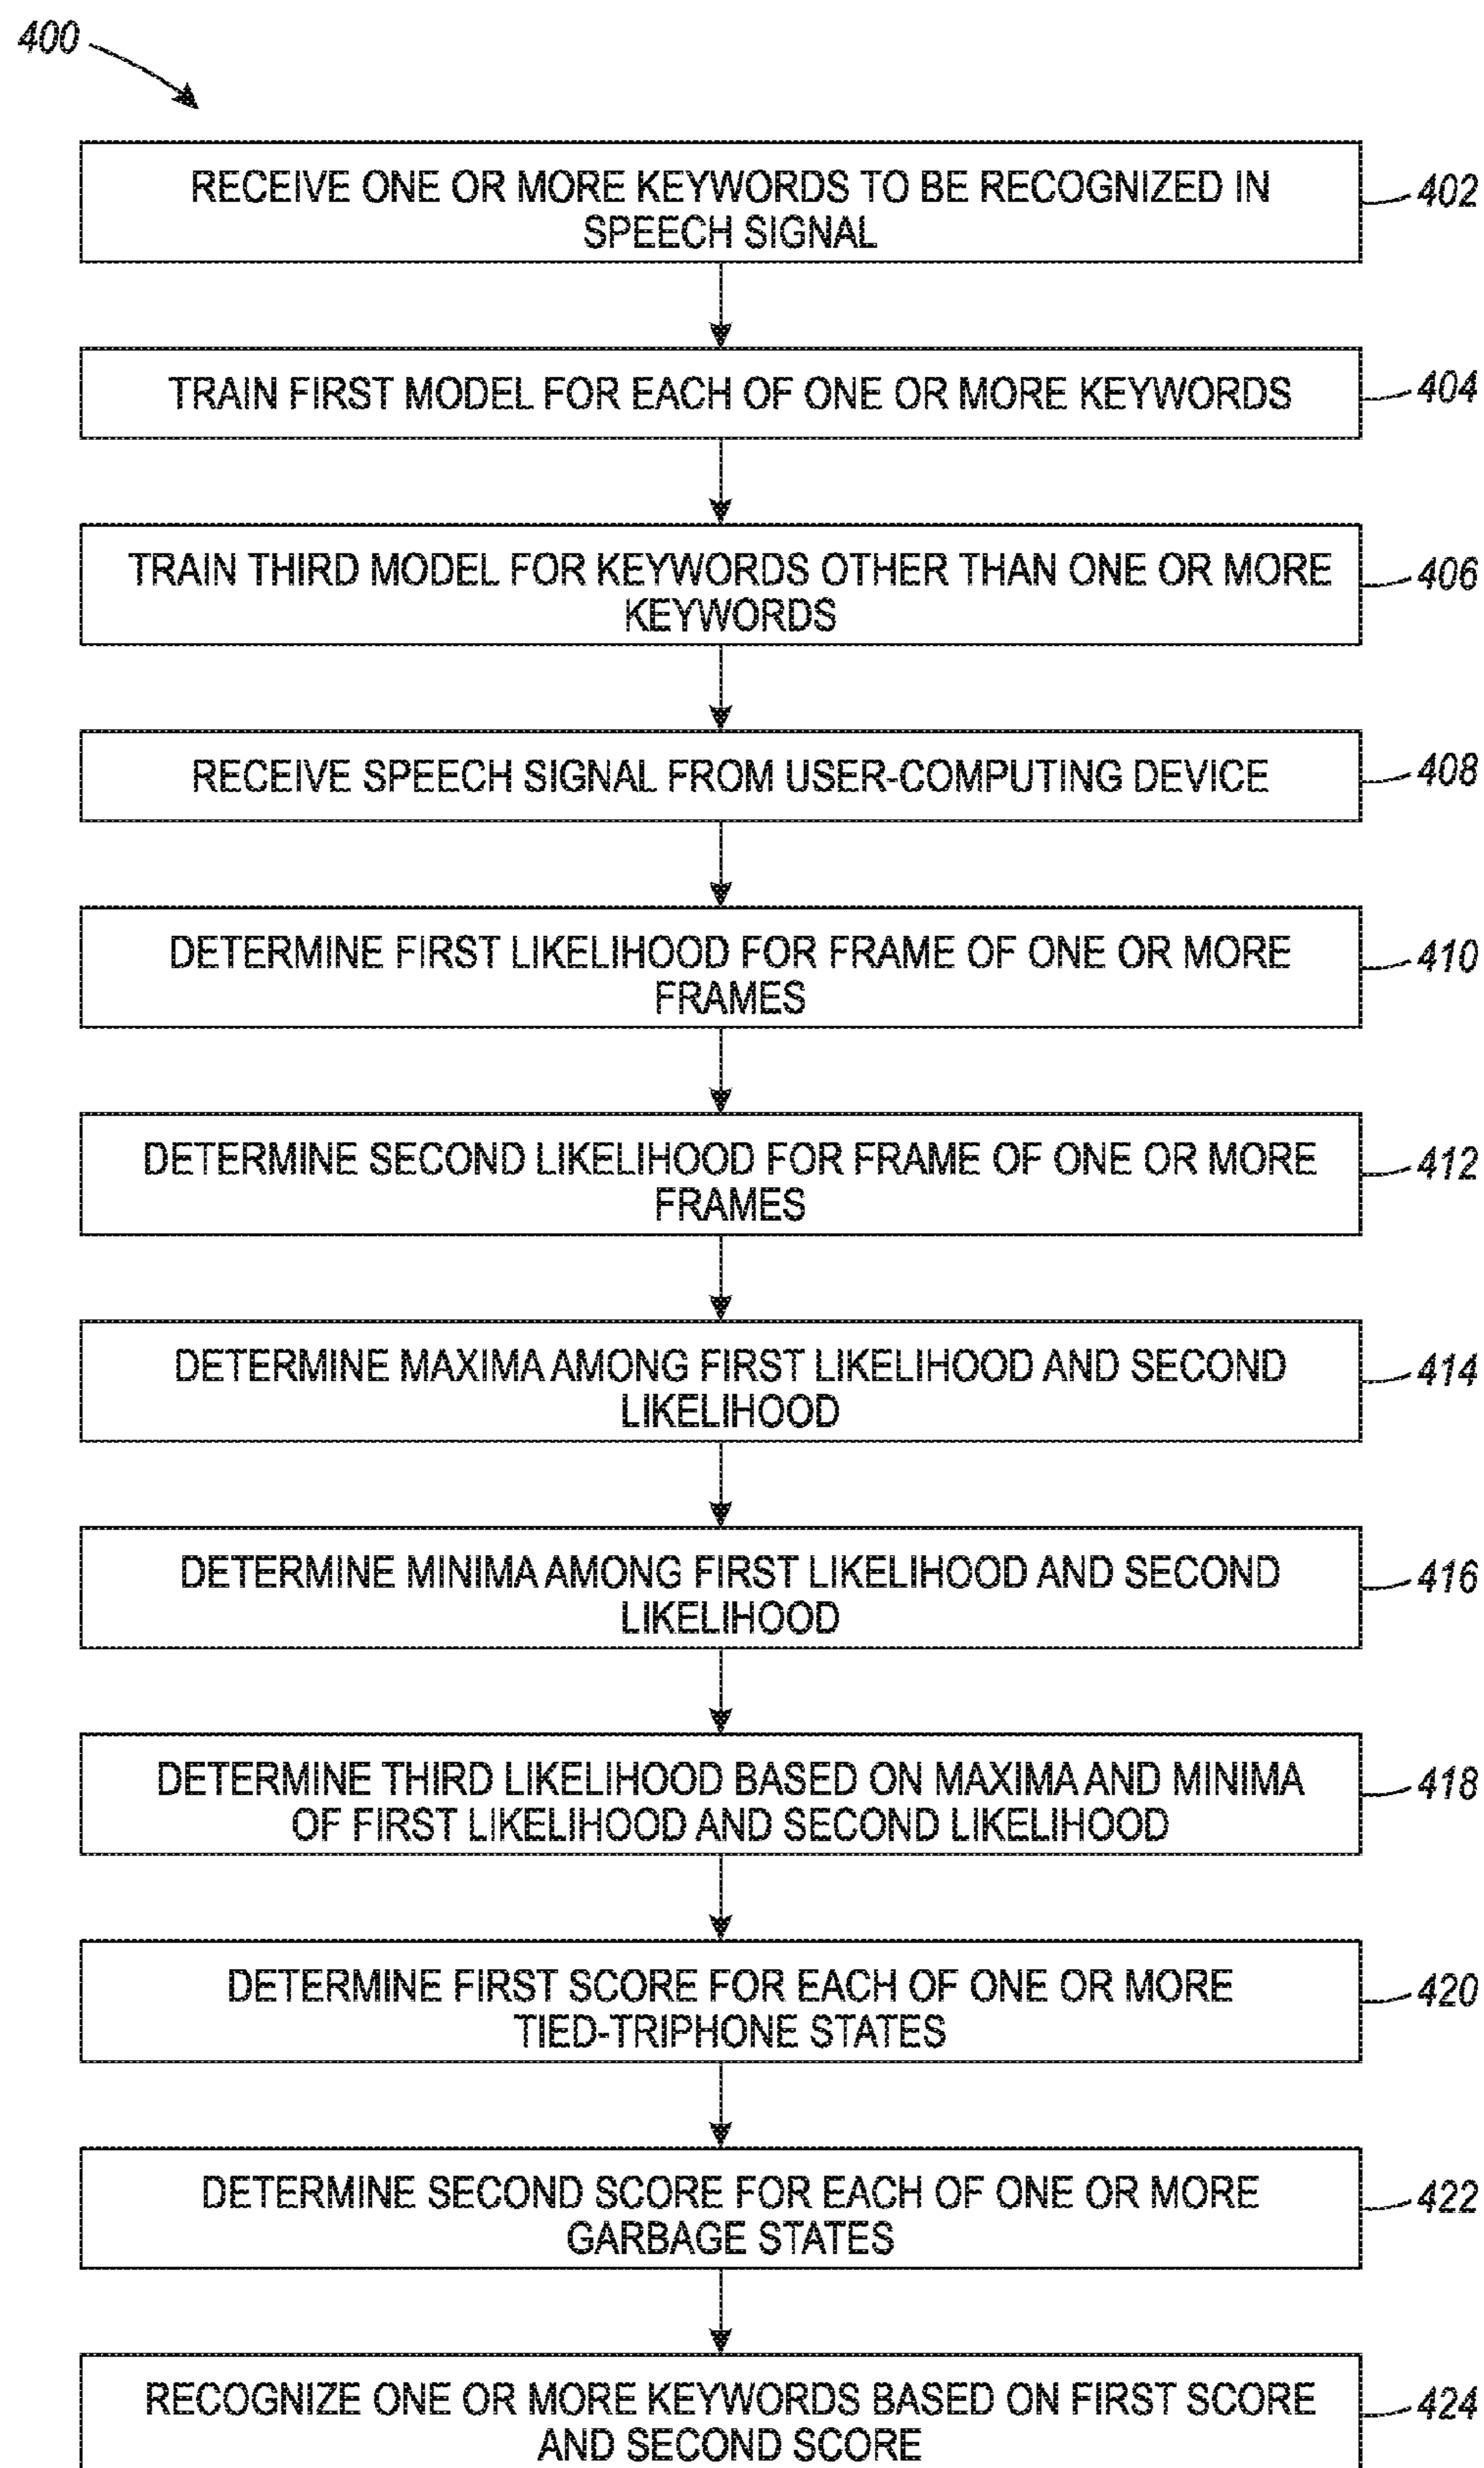 400
RECEIVE ONE OR MORE KEYWORDS TO BE RECOGNIZED IN
SPEECH SIGNAL
402
TRAIN FIRST MODEL FOR EACH OF ONE OR MORE KEYWORDS
404
TRAIN THIRD MODEL FOR KEYWORDS OTHER THAN ONE OR MORE
KEYWORDS
406
RECEIVE SPEECH SIGNAL FROM USER-COMPUTING DEVICE
408
DETERMINE FIRST LIKELIHOOD FOR FRAME OF ONE OR MORE
FRAMES
410
DETERMINE SECOND LIKELIHOOD FOR FRAME OF ONE OR MORE
FRAMES
412
DETERMINE MAXIMA AMONG FIRST LIKELIHOOD AND SECOND
LIKELIHOOD
414
DETERMINE MINIMA AMONG FIRST LIKELIHOOD AND SECOND
LIKELIHOOD
416
DETERMINE THIRD LIKELIHOOD BASED ON MAXIMA AND MINIMA
OF FIRST LIKELIHOOD AND SECOND LIKELIHOOD
418
DETERMINE FIRST SCORE FOR EACH OF ONE OR MORE
TIED-TRIPHONE STATES
420
DETERMINE SECOND SCORE FOR EACH OF ONE OR MORE
GARBAGE STATES
422
RECOGNIZE ONE OR MORE KEYWORDS BASED ON FIRST SCORE
AND SECOND SCORE
424